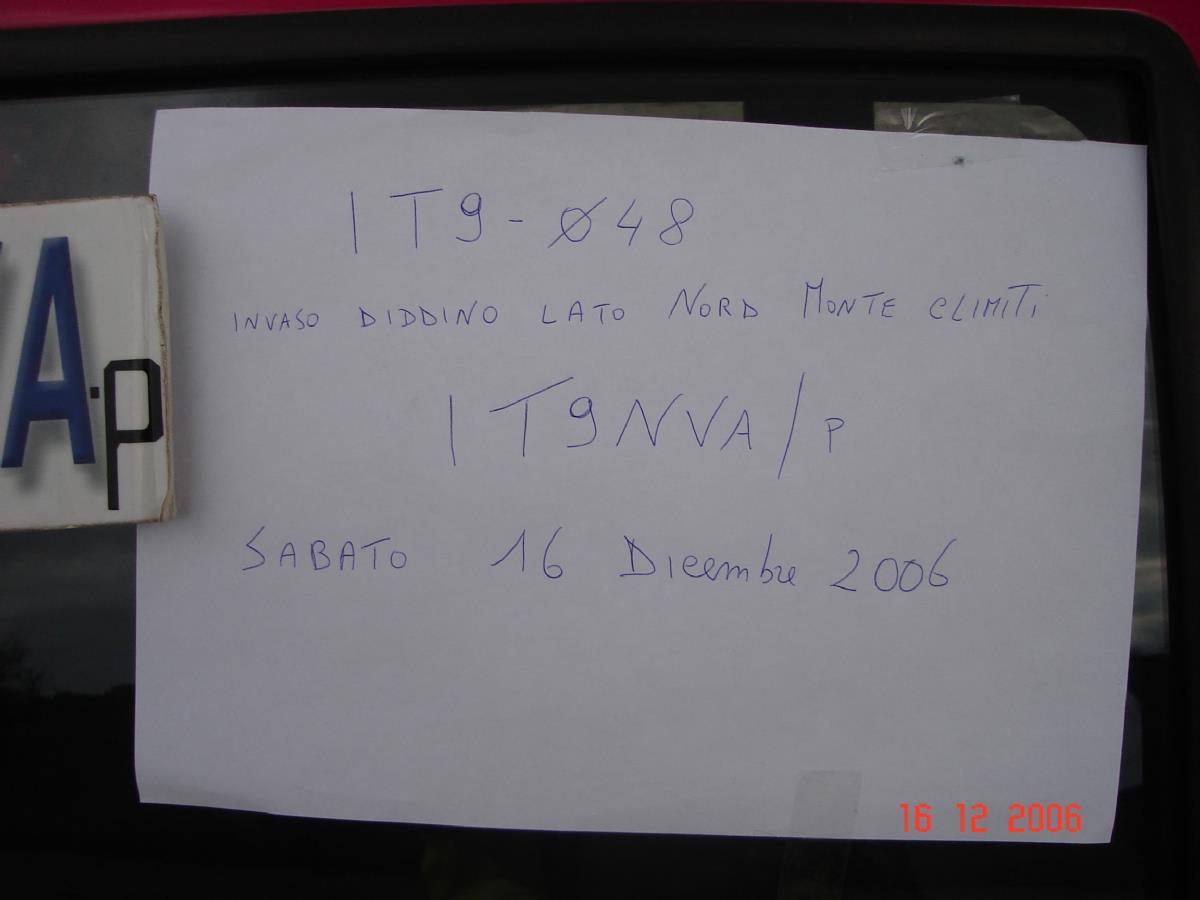 IT9-Ø48
INVASO DIDDINO LATO NORD MONTE CLIMITI
IT9NVA/P
SABATO 16 Dicembre 2006
A·P
16 12 2006